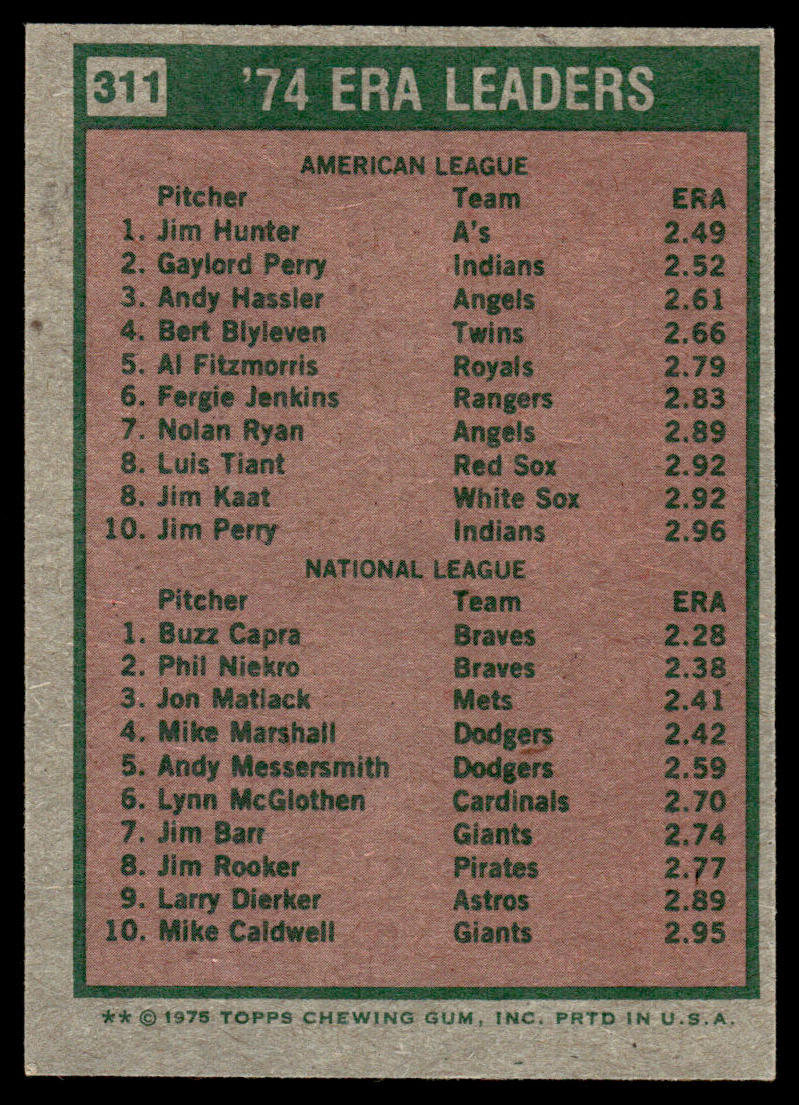 311 '74 ERA LEADERS
AMERICAN LEAGUE
Pitcher Team ERA
1. Jim Hunter A's 2.49
2. Gaylord Perry Indians 2.52
3. Andy Hassler Angels 2.61
4. Bert Blyleven Twins 2.66
5. Al Fitzmorris Royals 2.79
6. Fergie Jenkins Rangers 2.83
7. Nolan Ryan Angels 2.89
8. Luis Tiant Red Sox 2.92
8. Jim Kaat White Sox 2.92
10. Jim Perry Indians 2.96
NATIONAL LEAGUE
Pitcher Team ERA
1. Buzz Capra Braves 2.28
2. Phil Niekro Braves 2.38
3. Jon Matlack Mets 2.41
4. Mike Marshall Dodgers 2.42
5. Andy Messersmith Dodgers 2.59
6. Lynn McGlothen Cardinals 2.70
7. Jim Barr Giants 2.74
8. Jim Rooker Pirates 2.77
9. Larry Dierker Astros 2.89
10. Mike Caldwell Giants 2.95
** © 1975 TOPPS CHEWING GUM, INC. PRTD IN U.S.A.